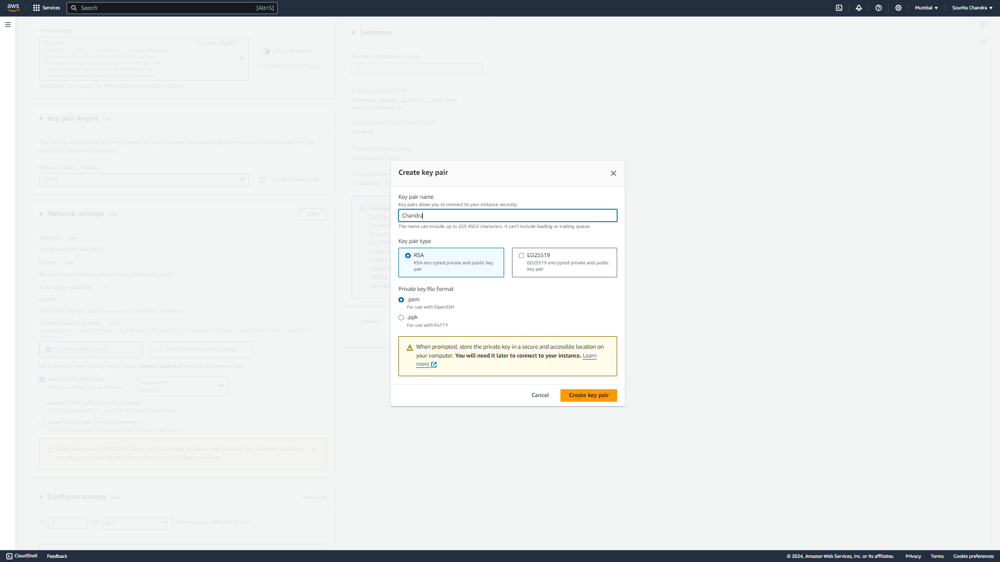 aws
Services
Search
[Alt+S]
Mumbai
Sourita Chandra
Instance type
t2.micro
Free tier eligible
Family: t2 1 vCPU 1 GiB Memory Current generation: true
On-Demand Linux base pricing: 0.0124 USD per Hour
On-Demand Windows base pricing: 0.017 USD per Hour
On-Demand RHEL base pricing: 0.0724 USD per Hour
On-Demand SUSE base pricing: 0.0124 USD per Hour
All generations
Compare instance types
Additional costs apply for AMIs with pre-installed software
Key pair (login) Info
You can use a key pair to securely connect to your instance. Ensure that you have access to the selected key pair
before you launch the instance.
Key pair name - required
Select
Create new key pair
Network settings Info
Edit
Network Info
vpc-07a04119134416973
Subnet Info
No preference (Default subnet in any availability zone)
Auto-assign public IP Info
Enable
Additional charges apply when outside of free tier allowance
Firewall (security groups) Info
A security group is a set of firewall rules that control the traffic for your instance. Add rules to allow specific traffic to reach your
instance.
Create security group
Select existing security group
We'll create a new security group called 'launch-wizard-2' with the following rules:
Allow SSH traffic from
Helps you connect to your instance
Anywhere
0.0.0.0/0
Allow HTTPS traffic from the internet
To set up an endpoint, for example when creating a web server
Allow HTTP traffic from the internet
To set up an endpoint, for example when creating a web server
Rules with source of 0.0.0.0/0 allow all IP addresses to access your instance. We recommend setting
security group rules to allow access from known IP addresses only.
Configure storage Info
Advanced
1x 8 GiB gp2 Root volume (Not encrypted)
Summary
Number of instances Info
1
Software Image (AMI)
Canonical, Ubuntu, 22.04 LTS, ...read more
Virtual server type (instance type)
t2.micro
Firewall (security group)
New security group
Storage (volum
1 volume(s) - 8
Free tier
750 hou
the Regi
unavaila
tier AMIs
public IP
month,
million I
100 GB
internet.
Cancel
Create key pair
Key pair name
Key pairs allow you to connect to your instance securely.
Chandra
The name can include up to 255 ASCII characters. It can't include leading or trailing spaces.
Key pair type
RSA
RSA encrypted private and public key
pair
ED25519
ED25519 encrypted private and public
key pair
Private key file format
.pem
For use with OpenSSH
.ppk
For use with PuTTY
When prompted, store the private key in a secure and accessible location on
your computer. You will need it later to connect to your instance. Learn
more
Cancel
Create key pair
CloudShell
Feedback
© 2024, Amazon Web Services, Inc. or its affiliates.
Privacy
Terms
Cookie preferences